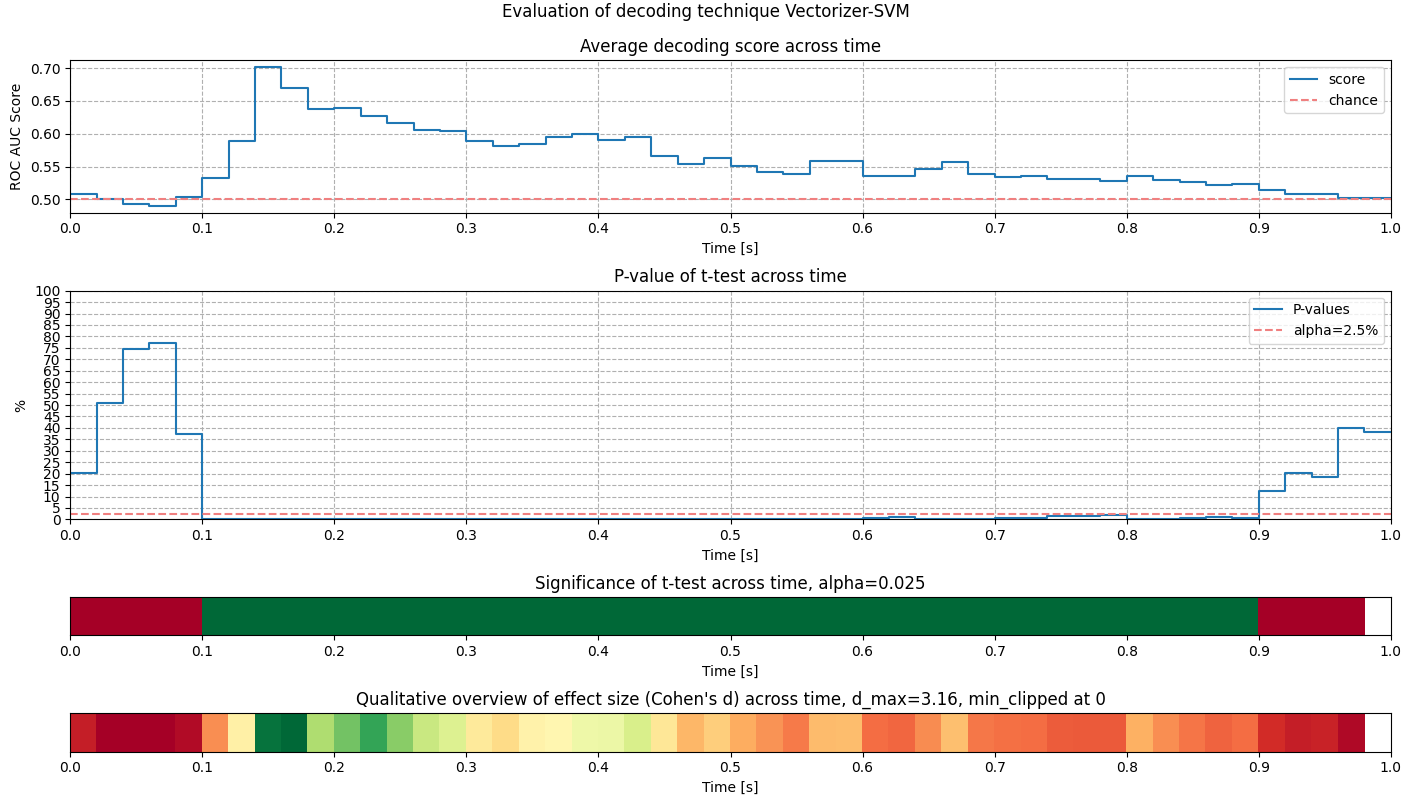 Evaluation of decoding technique Vectorizer-SVM
Average decoding score across time
ROC AUC Score
0.70
0.65
0.60
0.55
0.50
score
chance
0.0 0.1 0.2 0.3 0.4 0.5 0.6 0.7 0.8 0.9 1.0
Time [s]
P-value of t-test across time
%
100
95
90
85
80
75
70
65
60
55
50
45
40
35
30
25
20
15
10
5
0
P-values
alpha=2.5%
0.0 0.1 0.2 0.3 0.4 0.5 0.6 0.7 0.8 0.9 1.0
Time [s]
Significance of t-test across time, alpha=0.025
0.0 0.1 0.2 0.3 0.4 0.5 0.6 0.7 0.8 0.9 1.0
Time [s]
Qualitative overview of effect size (Cohen's d) across time, d_max=3.16, min_clipped at 0
0.0 0.1 0.2 0.3 0.4 0.5 0.6 0.7 0.8 0.9 1.0
Time [s]